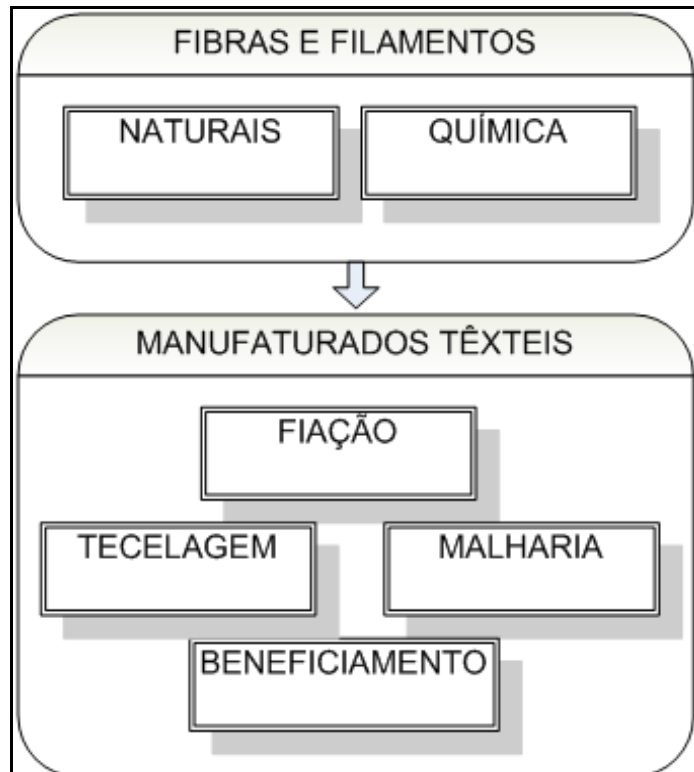 FIBRAS E FILAMENTOS
NATURAIS
QUÍMICA
MANUFATURADOS TÊXTEIS
FIAÇÃO
TECELAGEM
MALHARIA
BENEFICIAMENTO